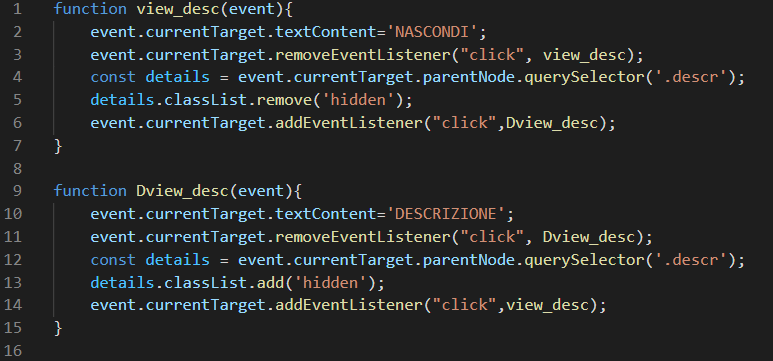 1 function view_desc(event){
2 event.currentTarget.textContent='NASCONDI';
3 event.currentTarget.removeEventListener("click", view_desc);
4 const details = event.currentTarget.parentNode.querySelector('.descr');
5 details.classList.remove('hidden');
6 event.currentTarget.addEventListener("click",Dview_desc);
7 }
8
9 function Dview_desc(event){
10 event.currentTarget.textContent='DESCRIZIONE';
11 event.currentTarget.removeEventListener("click", Dview_desc);
12 const details = event.currentTarget.parentNode.querySelector('.descr');
13 details.classList.add('hidden');
14 event.currentTarget.addEventListener("click",view_desc);
15 }
16